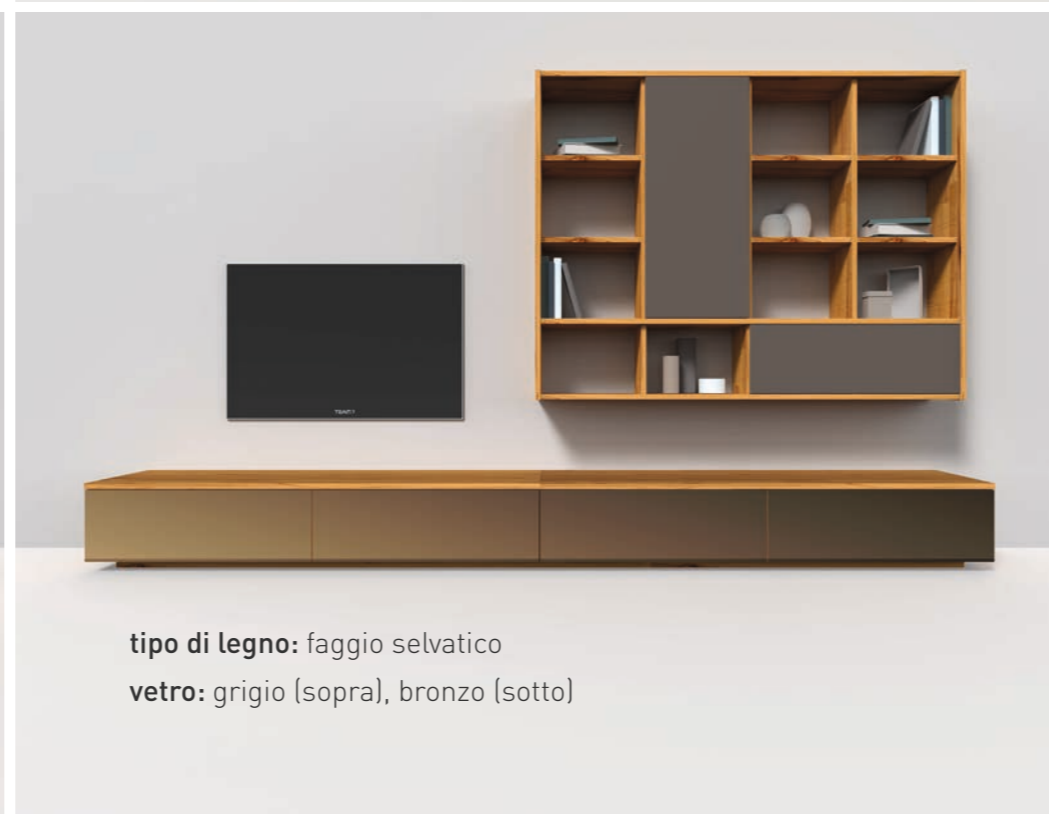 tipo di legno: faggio selvatico
vetro: grigio (sopra), bronzo (sotto)